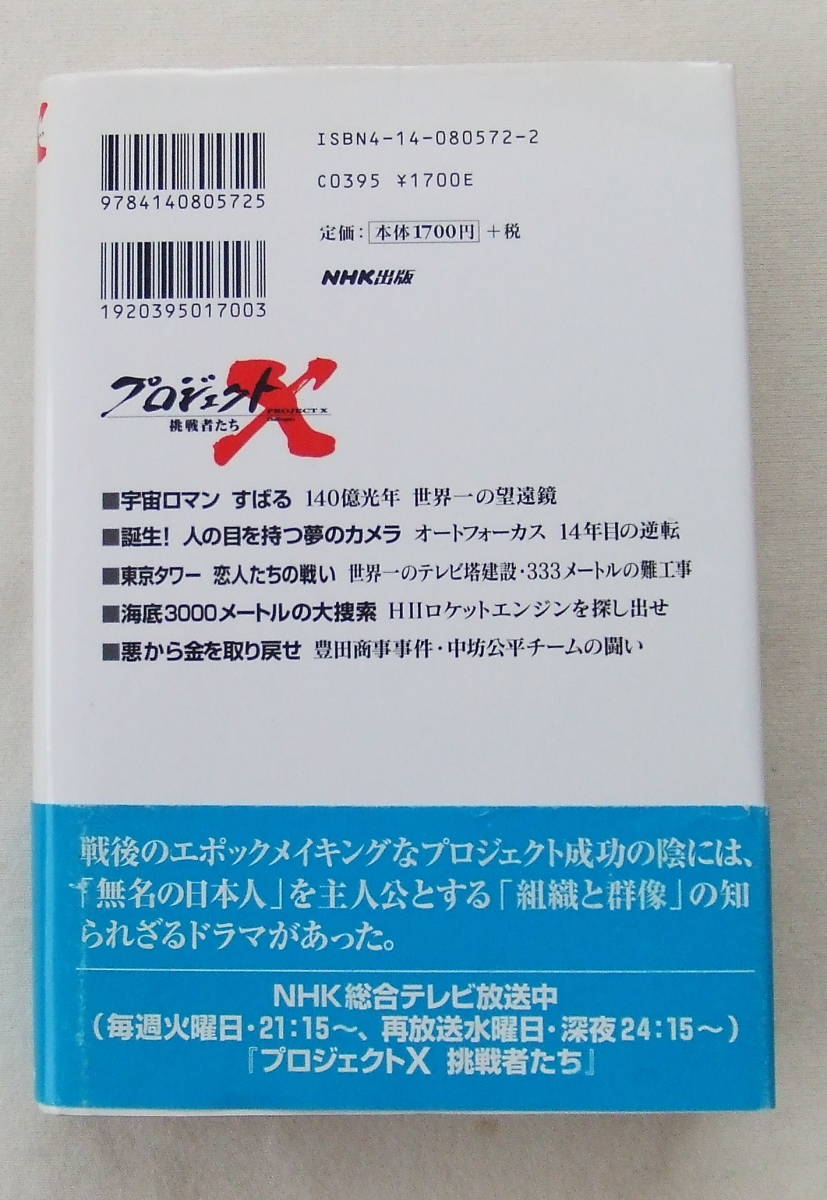 ISBN4-14-080572-2
9784140805725
C0395 ¥1700E
定価：本体1700円＋税
NHK出版
1920395017003
プロジェクトX
PROJECT X
挑戦者たち
■宇宙ロマン すばる 140億光年 世界一の望遠鏡
■誕生！人の目を持つ夢のカメラ オートフォーカス 14年目の逆転
■東京タワー 恋人たちの戦い 世界一のテレビ塔建設・333メートルの難工事
■海底3000メートルの大捜索 HIIロケットエンジンを探し出せ
■悪から金を取り戻せ 豊田商事事件・中坊公平チームの闘い
戦後のエポックメイキングなプロジェクト成功の陰には、
「無名の日本人」を主人公とする「組織と群像」の知
られざるドラマがあった。
NHK総合テレビ放送中
（毎週火曜日・21：15～、再放送水曜日・深夜24：15～）
『プロジェクトX 挑戦者たち』